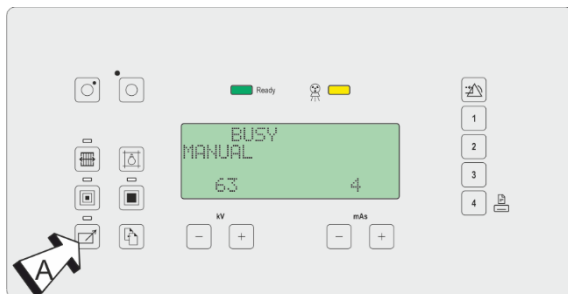 Ready
BUSY
MANUAL
63 4
kV mAs
- + - +
1
2
3
4
A